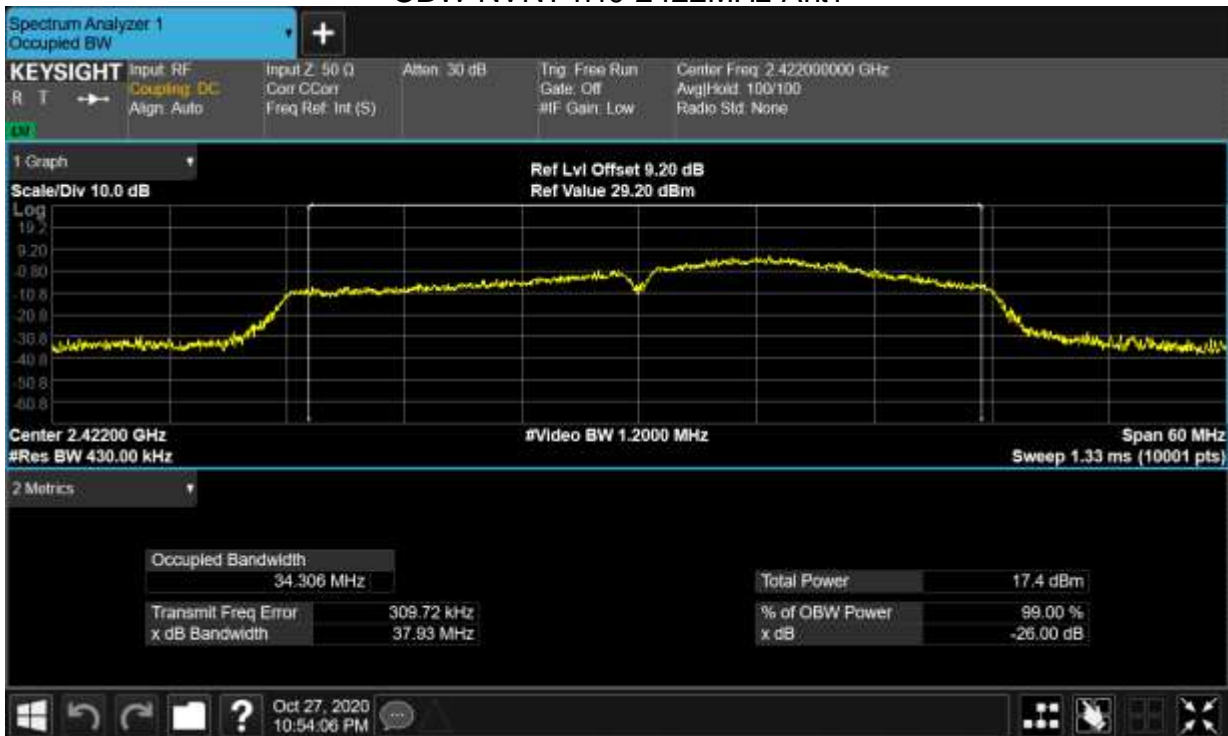 Spectrum Analyzer 1
Occupied BW
+
KEYSIGHT
R T
Input: RF
Coupling: DC
Align: Auto
Input Z: 50 Ω
Corr CCorr
Freq Ref: Int (S)
Atten: 30 dB
Trig: Free Run
Gate: Off
#IF Gain: Low
Center Freq: 2.422000000 GHz
Avg|Hold: 100/100
Radio Std: None
1 Graph
Scale/Div 10.0 dB
Ref Lvl Offset 9.20 dB
Ref Value 29.20 dBm
Log
19.2
9.20
-0.80
-10.8
-20.8
-30.8
-40.8
-50.8
-60.8
Center 2.42200 GHz
#Video BW 1.2000 MHz
Span 60 MHz
#Res BW 430.00 kHz
Sweep 1.33 ms (10001 pts)
2 Metrics
Occupied Bandwidth
34.306 MHz
Total Power 17.4 dBm
Transmit Freq Error 309.72 kHz
% of OBW Power 99.00 %
x dB Bandwidth 37.93 MHz
x dB -26.00 dB
?
Oct 27, 2020
10:54:06 PM